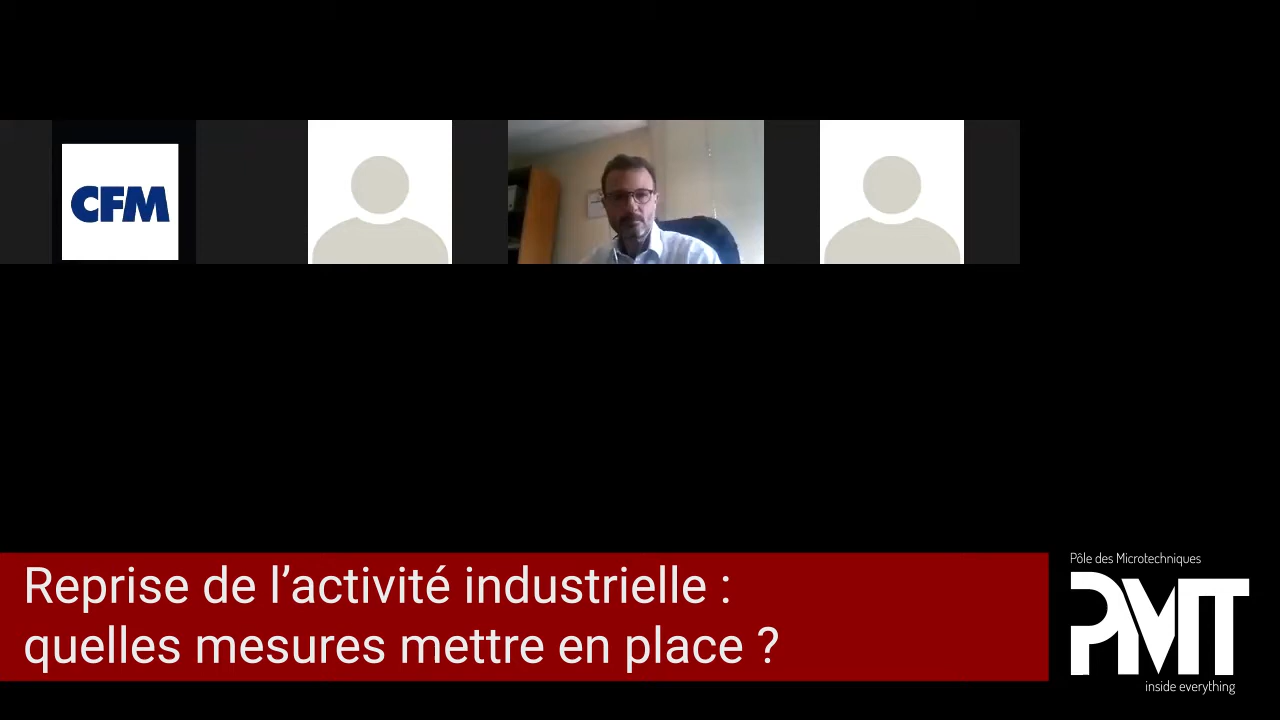 CFM
Reprise de l’activité industrielle :
quelles mesures mettre en place ?
Pôle des Microtechniques
PMT
inside everything